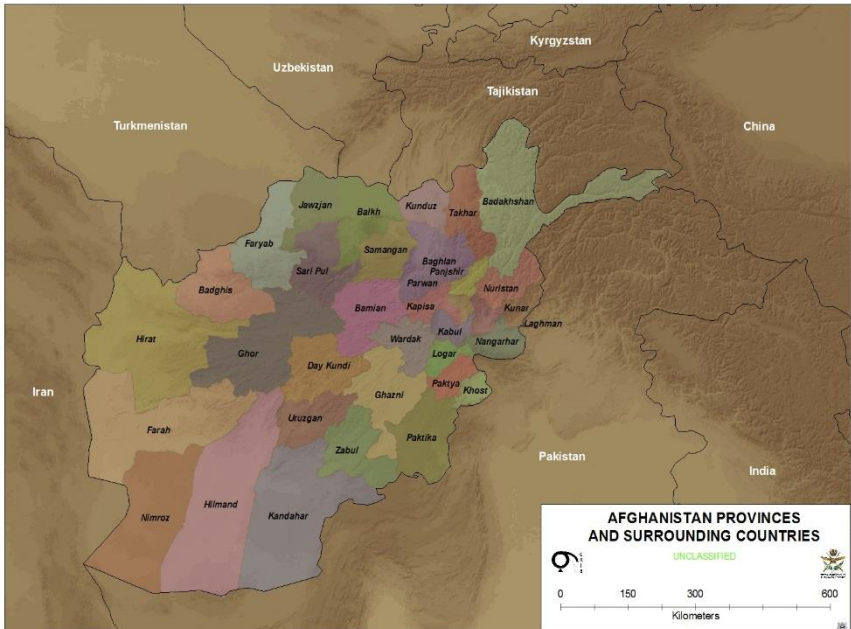 Kyrgyzstan
Uzbekistan
Tajikistan
Turkmenistan
China
Badakhshan
Jawzjan
Balkh
Kunduz
Takhar
Faryab
Samangan
Sari Pul
Baghlan
Panjshir
Badghis
Parwan
Nuristan
Bamian
Kapisa
Kunar
Laghman
Hirat
Wardak
Kabul
Nangarhar
Ghor
Logar
Day Kundi
Iran
Ghazni
Paktya
Khost
Farah
Uruzgan
Paktika
Zabul
Pakistan
India
Nimroz
Hilmand
Kandahar
AFGHANISTAN PROVINCES
AND SURROUNDING COUNTRIES
UNCLASSIFIED
0 150 300 600
Kilometers